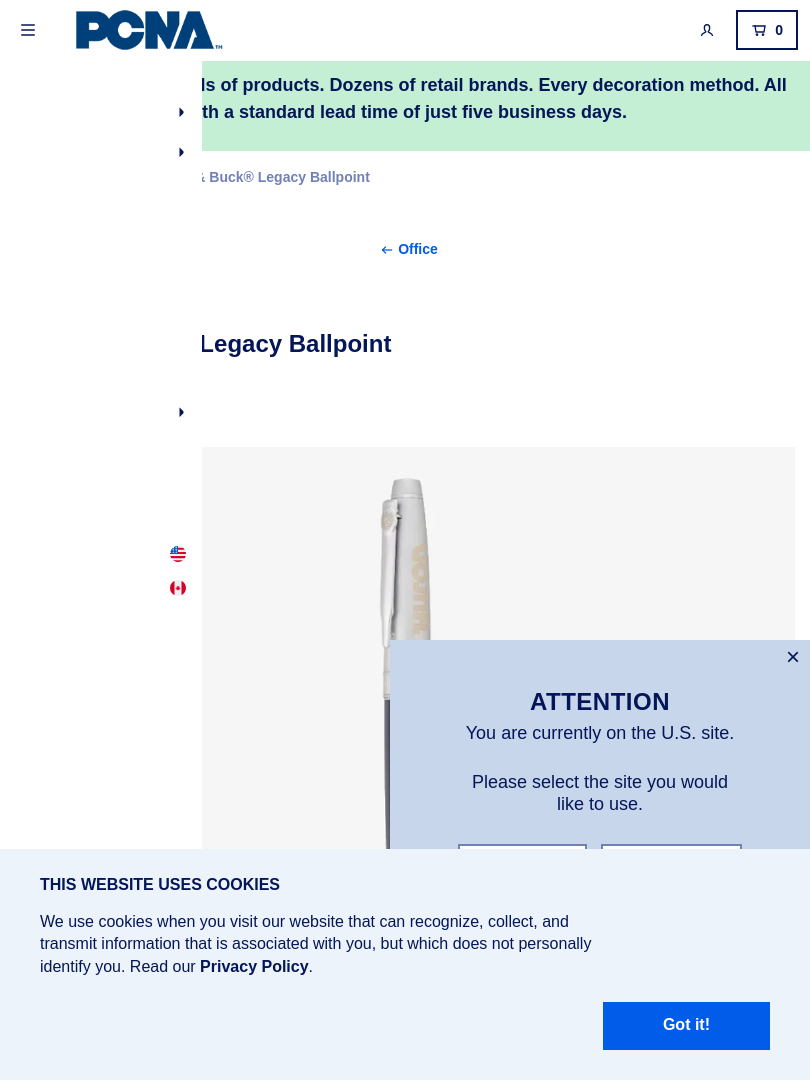 PCNA™
0
of products. Dozens of retail brands. Every decoration method. All
a standard lead time of just five business days.
& Buck® Legacy Ballpoint
← Office
Legacy Ballpoint
ATTENTION
You are currently on the U.S. site.
Please select the site you would
like to use.
THIS WEBSITE USES COOKIES
We use cookies when you visit our website that can recognize, collect, and
transmit information that is associated with you, but which does not personally
identify you. Read our Privacy Policy.
Got it!